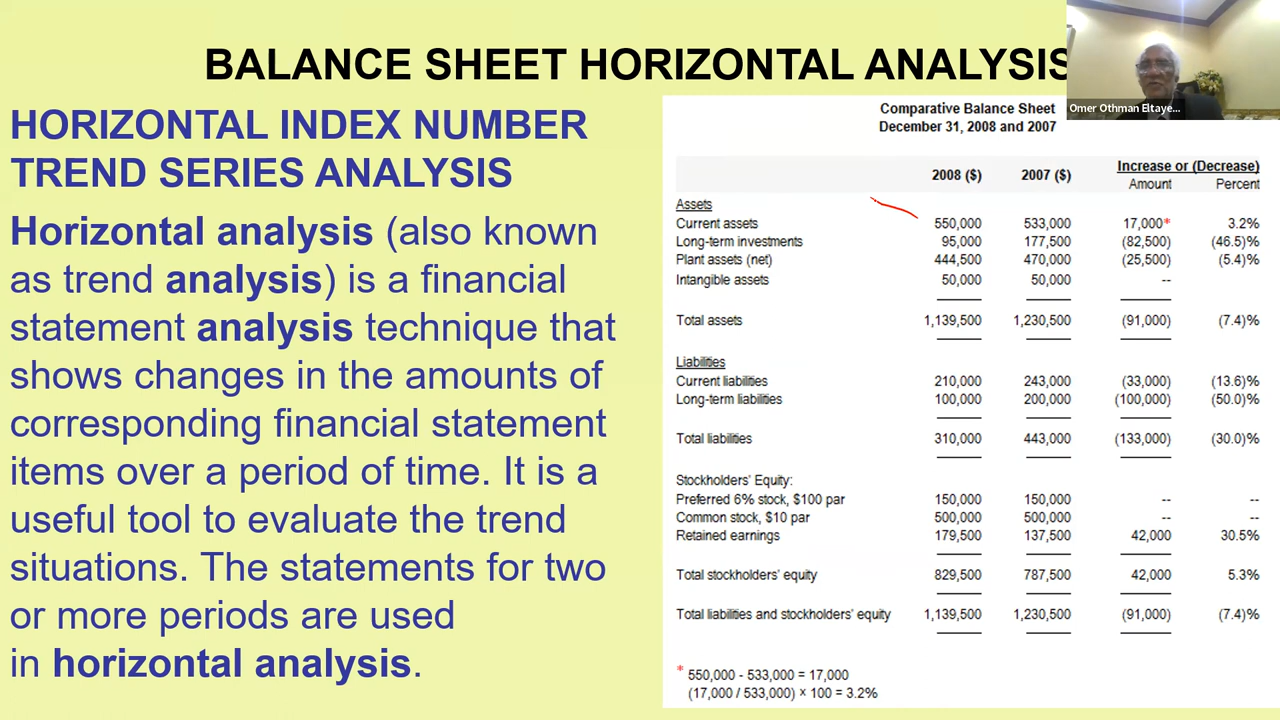 BALANCE SHEET HORIZONTAL ANALYSIS
Omer Othman Eltaye...
HORIZONTAL INDEX NUMBER
TREND SERIES ANALYSIS
Horizontal analysis (also known
as trend analysis) is a financial
statement analysis technique that
shows changes in the amounts of
corresponding financial statement
items over a period of time. It is a
useful tool to evaluate the trend
situations. The statements for two
or more periods are used
in horizontal analysis.
Comparative Balance Sheet
December 31, 2008 and 2007
Increase or (Decrease)
2008 ($) 2007 ($) Amount Percent
Assets
Current assets 550,000 533,000 17,000* 3.2%
Long-term investments 95,000 177,500 (82,500) (46.5)%
Plant assets (net) 444,500 470,000 (25,500) (5.4)%
Intangible assets 50,000 50,000 --
Total assets 1,139,500 1,230,500 (91,000) (7.4)%
Liabilities
Current liabilities 210,000 243,000 (33,000) (13.6)%
Long-term liabilities 100,000 200,000 (100,000) (50.0)%
Total liabilities 310,000 443,000 (133,000) (30.0)%
Stockholders' Equity:
Preferred 6% stock, $100 par 150,000 150,000 -- --
Common stock, $10 par 500,000 500,000 -- --
Retained earnings 179,500 137,500 42,000 30.5%
Total stockholders' equity 829,500 787,500 42,000 5.3%
Total liabilities and stockholders' equity 1,139,500 1,230,500 (91,000) (7.4)%
* 550,000 - 533,000 = 17,000
(17,000 / 533,000) × 100 = 3.2%